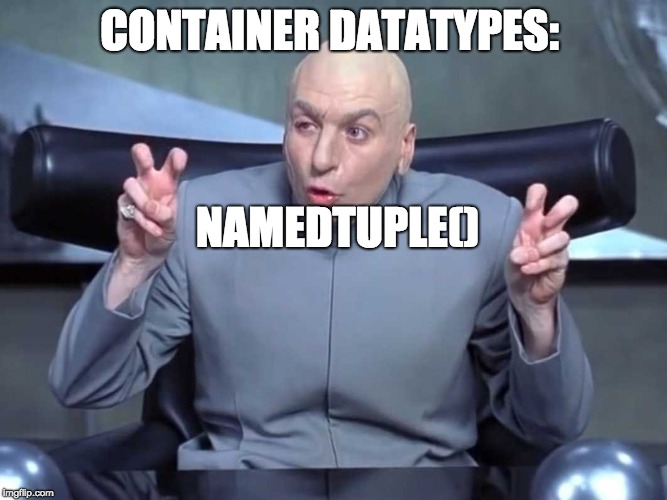 CONTAINER DATATYPES:
NAMEDTUPLE()
imgflip.com